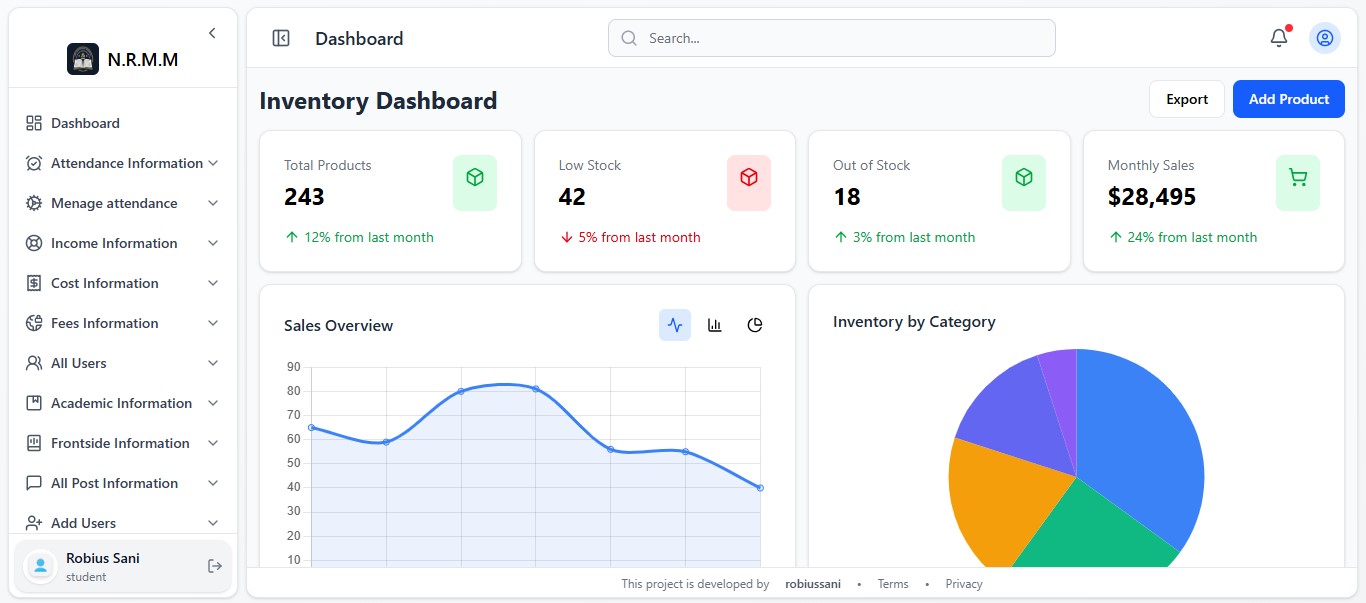 N.R.M.M
Dashboard
Attendance Information
Menage attendance
Income Information
Cost Information
Fees Information
All Users
Academic Information
Frontside Information
All Post Information
Add Users
Robius Sani
student
Dashboard
Search...
Inventory Dashboard
Export
Add Product
Total Products
243
12% from last month
Low Stock
42
5% from last month
Out of Stock
18
3% from last month
Monthly Sales
$28,495
24% from last month
Sales Overview
90
80
70
60
50
40
30
20
10
Inventory by Category
This project is developed by robiussani • Terms • Privacy